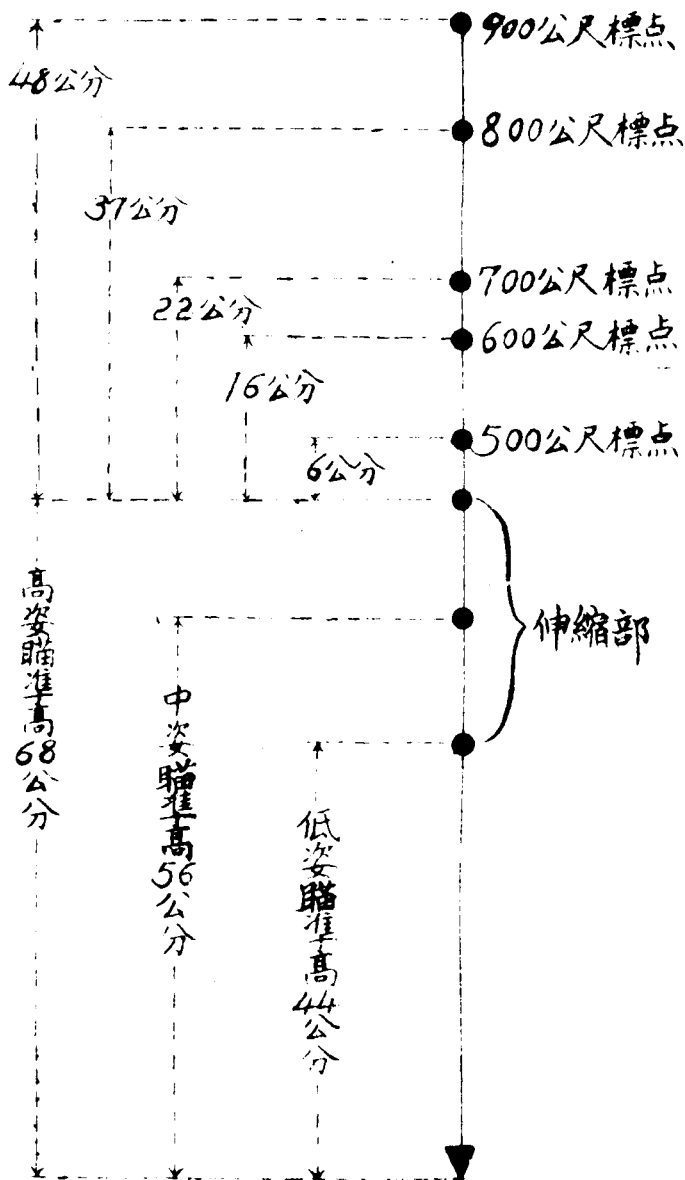 900公尺標点
48公分
800公尺標点
37公分
700公尺標点
22公分
600公尺標点
16公分
500公尺標点
6公分
伸縮部
高姿瞄準高68公分
中姿瞄準高56公分
低姿瞄準高44公分